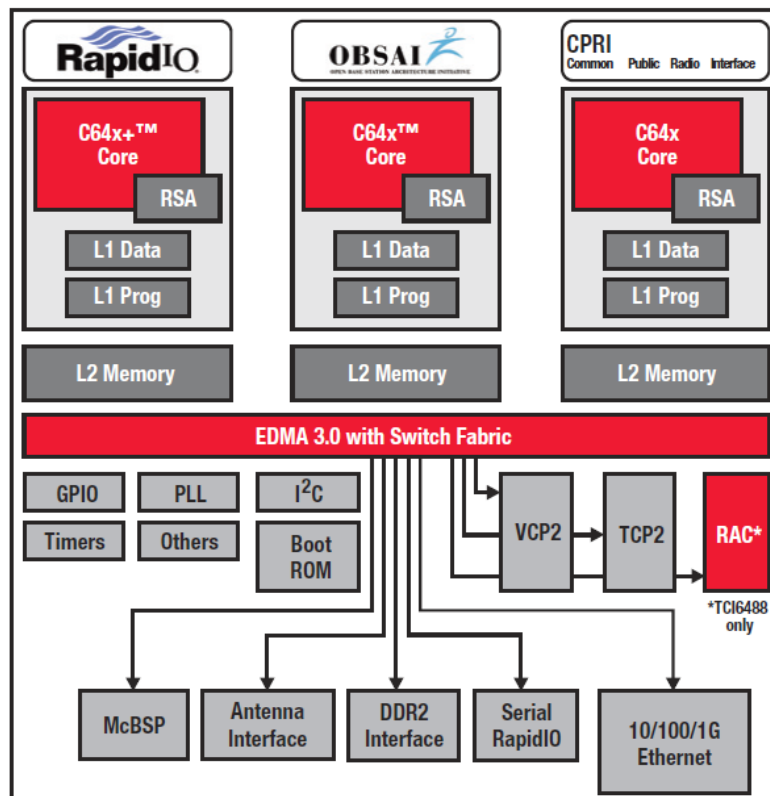 RapidIO®
OBSAI
OPEN BASE STATION ARCHITECTURE INITIATIVE
CPRI
Common Public Radio Interface
C64x+™
Core
RSA
L1 Data
L1 Prog
C64x™
Core
RSA
L1 Data
L1 Prog
C64x
Core
RSA
L1 Data
L1 Prog
L2 Memory
L2 Memory
L2 Memory
EDMA 3.0 with Switch Fabric
GPIO
PLL
I²C
Timers
Others
Boot
ROM
VCP2
TCP2
RAC*
*TCI6488
only
McBSP
Antenna
Interface
DDR2
Interface
Serial
RapidIO
10/100/1G
Ethernet